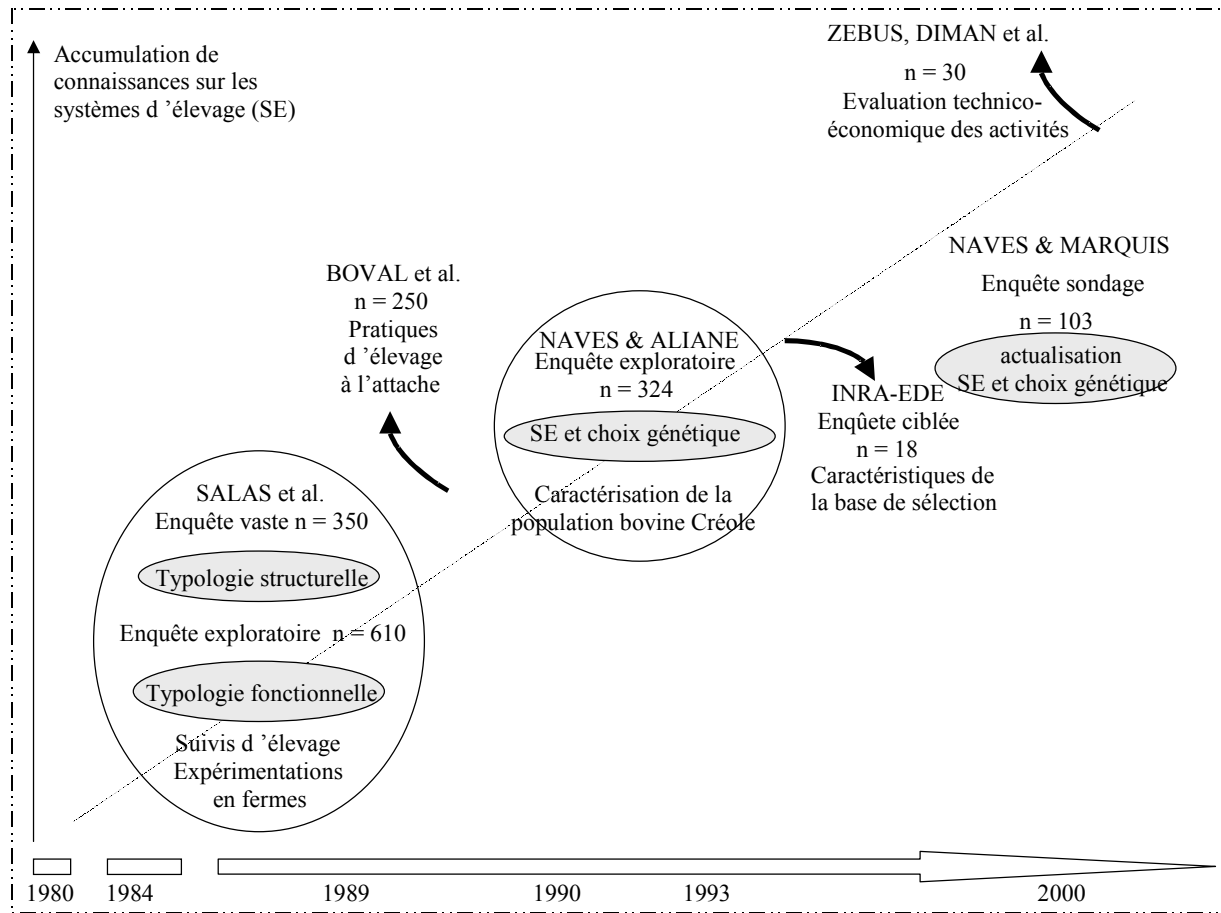 Accumulation de
connaissances sur les
systèmes d ’élevage (SE)
ZEBUS, DIMAN et al.
n = 30
Evaluation technico-
économique des activités
NAVES & MARQUIS
Enquête sondage
n = 103
actualisation
SE et choix génétique
BOVAL et al.
n = 250
Pratiques
d ’élevage
à l’attache
NAVES & ALIANE
Enquête exploratoire
n = 324
SE et choix génétique
Caractérisation de la
population bovine Créole
INRA-EDE
Enqûete ciblée
n = 18
Caractéristiques de
la base de sélection
SALAS et al.
Enquête vaste n = 350
Typologie structurelle
Enquête exploratoire n = 610
Typologie fonctionnelle
Suivis d ’élevage
Expérimentations
en fermes
1980 1984 1989 1990 1993 2000